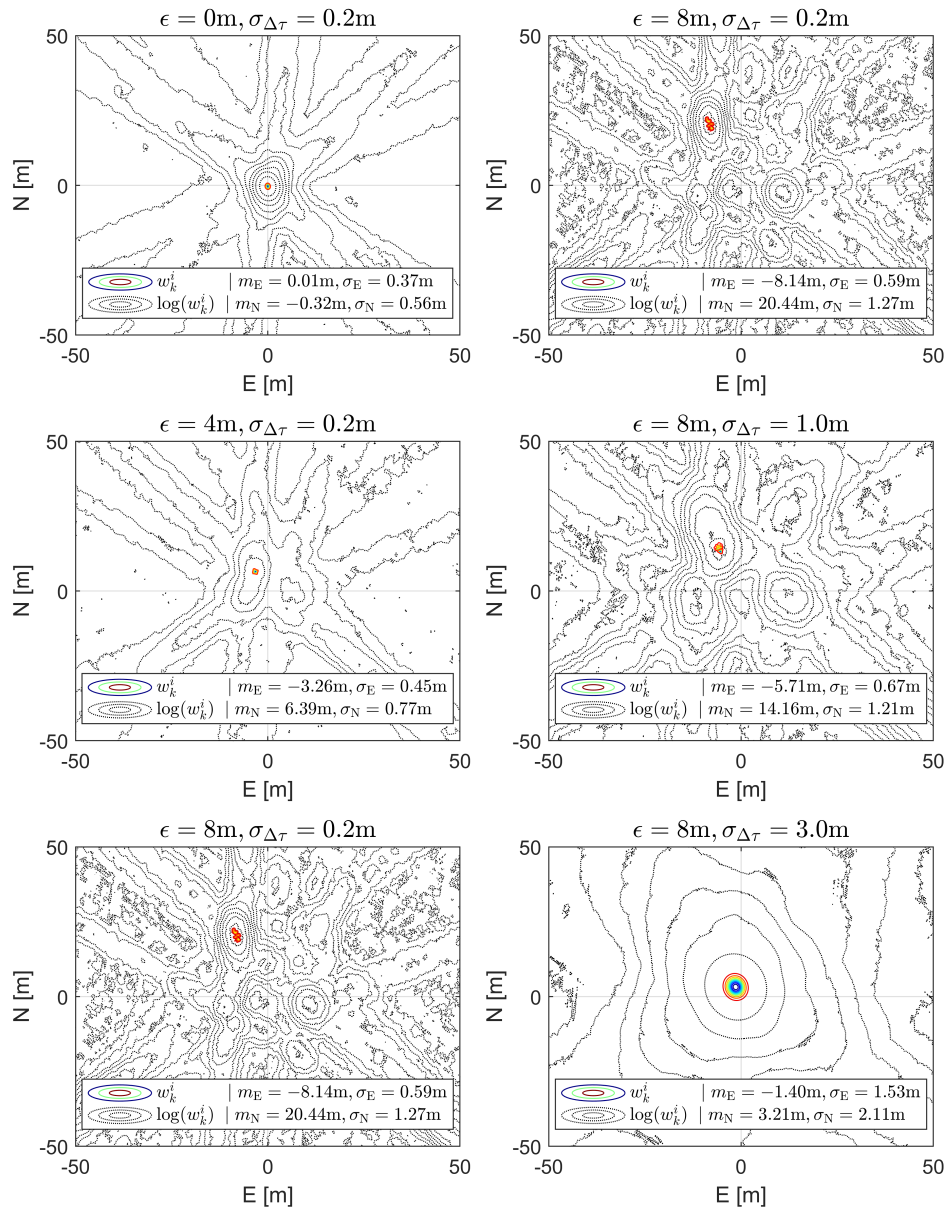 ϵ = 0m, σ_Δτ = 0.2m
N [m]
50
0
-50
w_k^i | m_E = 0.01m, σ_E = 0.37m
log(w_k^i) | m_N = −0.32m, σ_N = 0.56m
-50 0 50
E [m]
ϵ = 8m, σ_Δτ = 0.2m
N [m]
50
0
-50
w_k^i | m_E = −8.14m, σ_E = 0.59m
log(w_k^i) | m_N = 20.44m, σ_N = 1.27m
-50 0 50
E [m]
ϵ = 4m, σ_Δτ = 0.2m
N [m]
50
0
-50
w_k^i | m_E = −3.26m, σ_E = 0.45m
log(w_k^i) | m_N = 6.39m, σ_N = 0.77m
-50 0 50
E [m]
ϵ = 8m, σ_Δτ = 1.0m
N [m]
50
0
-50
w_k^i | m_E = −5.71m, σ_E = 0.67m
log(w_k^i) | m_N = 14.16m, σ_N = 1.21m
-50 0 50
E [m]
ϵ = 8m, σ_Δτ = 0.2m
N [m]
50
0
-50
w_k^i | m_E = −8.14m, σ_E = 0.59m
log(w_k^i) | m_N = 20.44m, σ_N = 1.27m
-50 0 50
E [m]
ϵ = 8m, σ_Δτ = 3.0m
N [m]
50
0
-50
w_k^i | m_E = −1.40m, σ_E = 1.53m
log(w_k^i) | m_N = 3.21m, σ_N = 2.11m
-50 0 50
E [m]